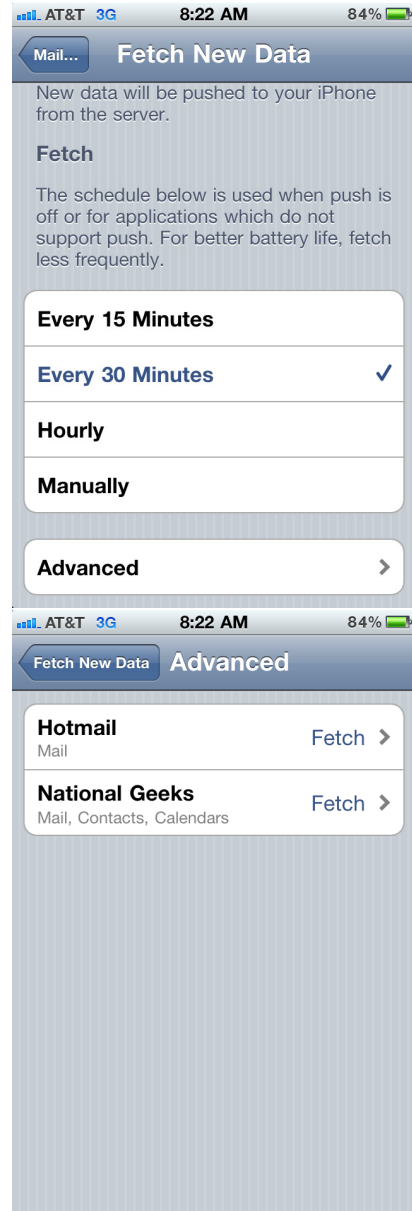 AT&T 3G 8:22 AM 84%
Mail... Fetch New Data
New data will be pushed to your iPhone
from the server.
Fetch
The schedule below is used when push is
off or for applications which do not
support push. For better battery life, fetch
less frequently.
Every 15 Minutes
Every 30 Minutes
Hourly
Manually
Advanced
AT&T 3G 8:22 AM 84%
Fetch New Data Advanced
Hotmail
Mail
Fetch
National Geeks
Mail, Contacts, Calendars
Fetch